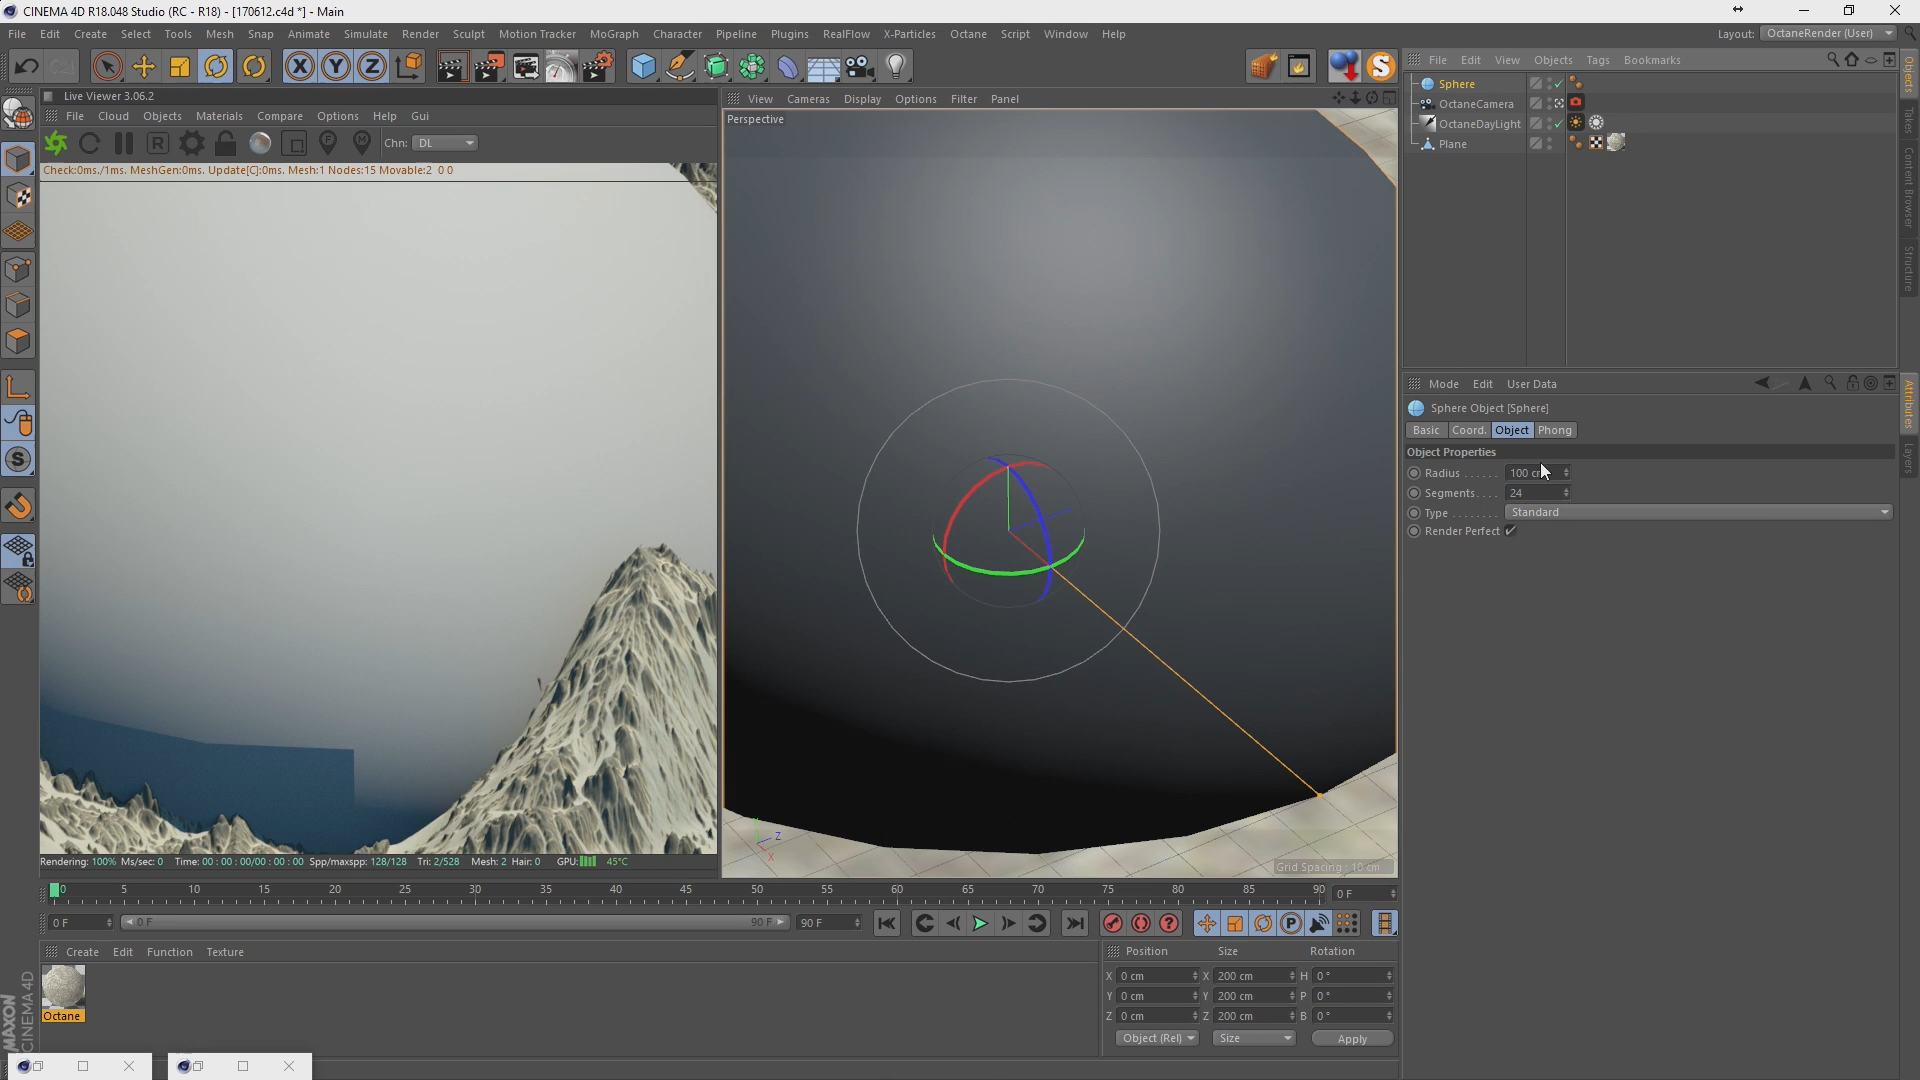 CINEMA 4D R18.048 Studio (RC - R18) - [170612.c4d *] - Main
File Edit Create Select Tools Mesh Snap Animate Simulate Render Sculpt Motion Tracker MoGraph Character Pipeline Plugins RealFlow X-Particles Octane Script Window Help
Layout: OctaneRender (User)
X Y Z
Live Viewer 3.06.2
File Cloud Objects Materials Compare Options Help Gui
R
Chn: DL
Check:0ms./1ms. MeshGen:0ms. Update[C]:0ms. Mesh:1 Nodes:15 Movable:2 0 0
Rendering: 100% Ms/sec: 0 Time: 00 : 00 : 00/00 : 00 : 00 Spp/maxspp: 128/128 Tri: 2/528 Mesh: 2 Hair: 0 GPU: 45°C
View Cameras Display Options Filter Panel
Perspective
Z
X
Grid Spacing : 10 cm
File Edit View Objects Tags Bookmarks
Sphere
OctaneCamera
OctaneDayLight
Plane
Objects
Takes
Content Browser
Structure
Mode Edit User Data
Sphere Object [Sphere]
Basic Coord. Object Phong
Object Properties
Radius . . . . . . 100 cm
Segments. . . . 24
Type . . . . . . . . Standard
Render Perfect
Attributes
Layers
0 5 10 15 20 25 30 35 40 45 50 55 60 65 70 75 80 85 90
0 F
0 F 0 F 90 F 90 F
Create Edit Function Texture
Octane
MAXON
CINEMA 4D
Position Size Rotation
X 0 cm X 200 cm H 0 °
Y 0 cm Y 200 cm P 0 °
Z 0 cm Z 200 cm B 0 °
Object (Rel) Size Apply